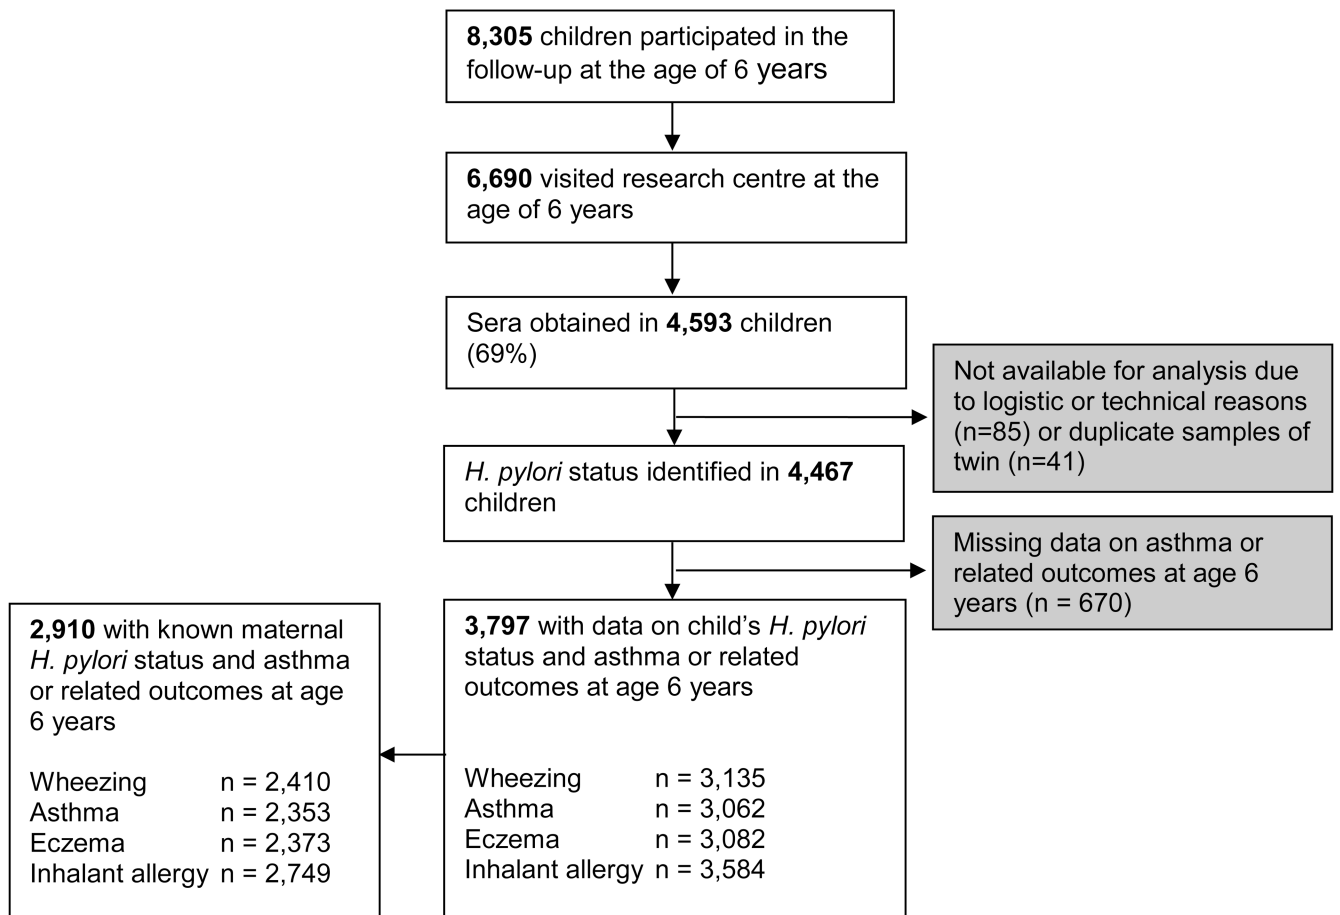 8,305 children participated in the
follow-up at the age of 6 years
6,690 visited research centre at the
age of 6 years
Sera obtained in 4,593 children
(69%)
Not available for analysis due
to logistic or technical reasons
(n=85) or duplicate samples of
twin (n=41)
H. pylori status identified in 4,467
children
Missing data on asthma or
related outcomes at age 6
years (n = 670)
2,910 with known maternal
H. pylori status and asthma
or related outcomes at age
6 years
Wheezing n = 2,410
Asthma n = 2,353
Eczema n = 2,373
Inhalant allergy n = 2,749
3,797 with data on child’s H. pylori
status and asthma or related
outcomes at age 6 years
Wheezing n = 3,135
Asthma n = 3,062
Eczema n = 3,082
Inhalant allergy n = 3,584